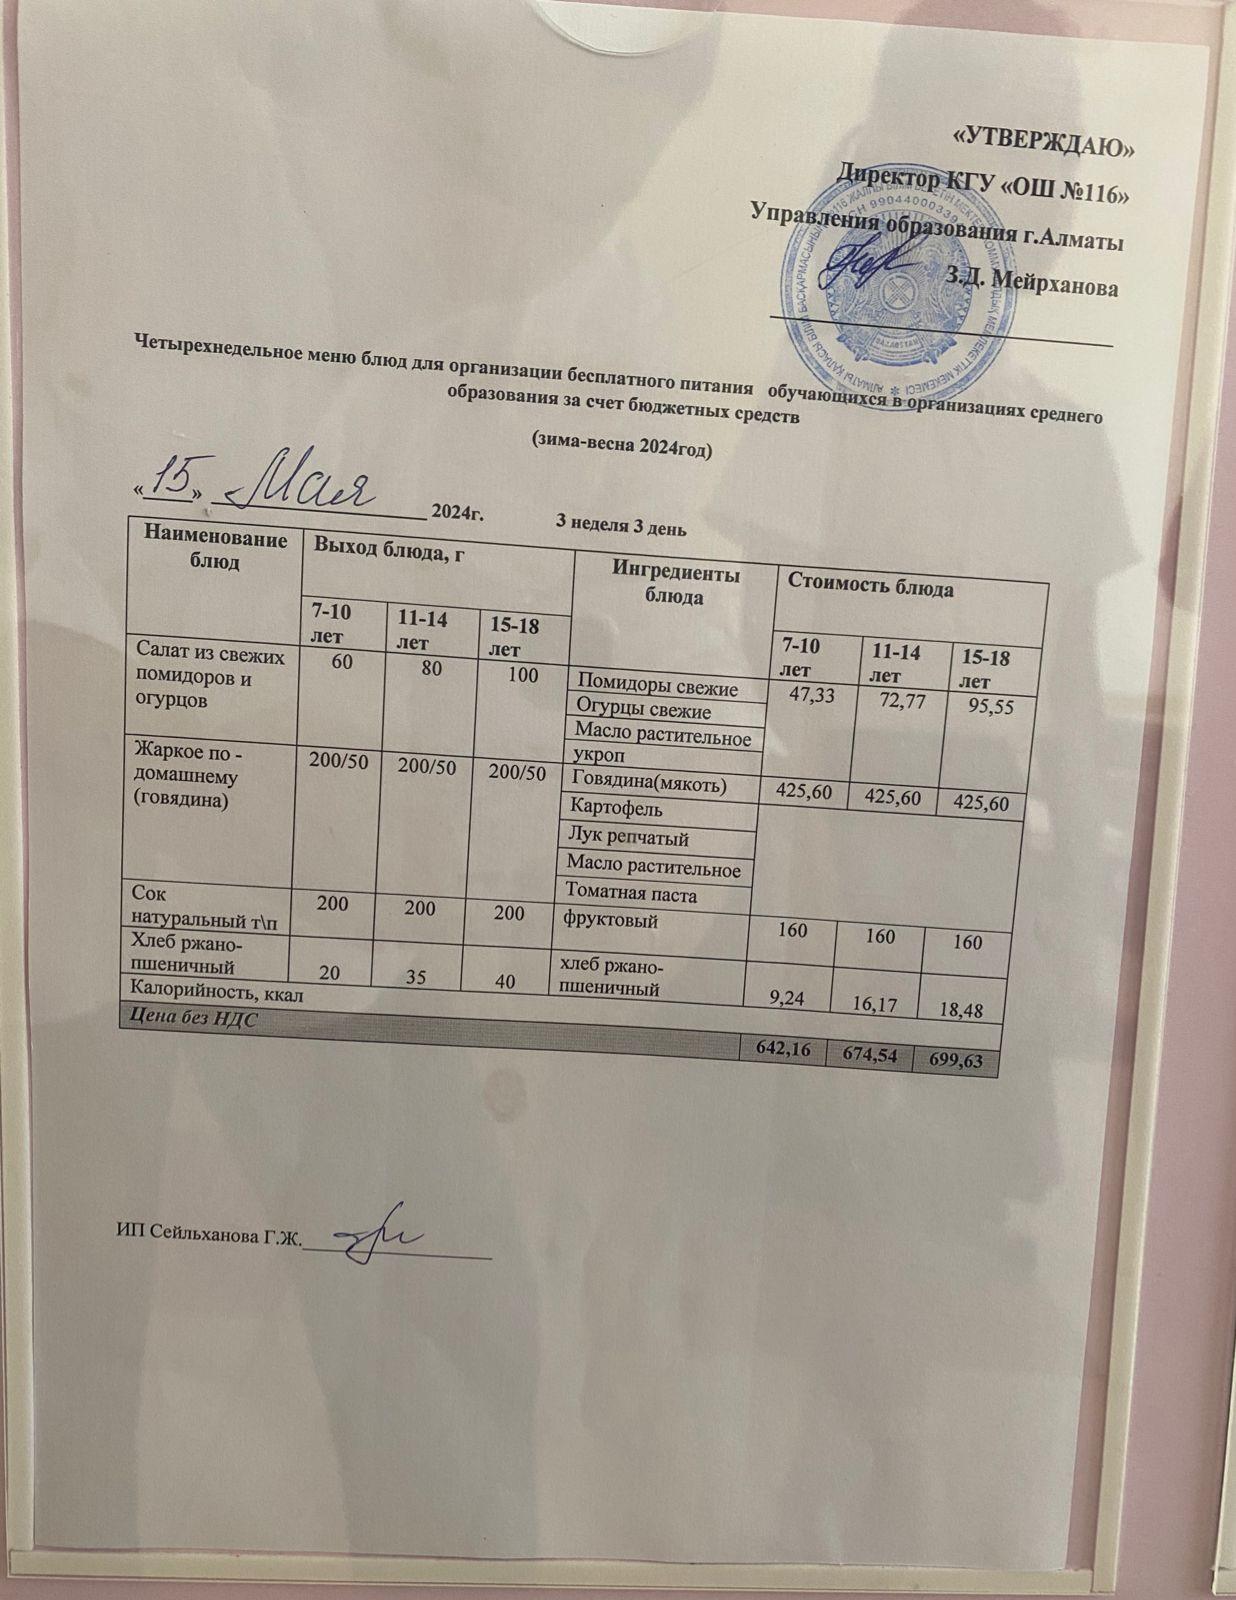 «УТВЕРЖДАЮ»
Директор КГУ «ОШ №116»
Управления образования г.Алматы
З.Д. Мейрханова
Четырехнедельное меню блюд для организации бесплатного питания обучающихся в организациях среднего
образования за счет бюджетных средств
(зима-весна 2024год)
«15» Мая 2024г. 3 неделя 3 день
Наименование блюд Выход блюда, г Ингредиенты блюда Стоимость блюда
7-10 лет 11-14 лет 15-18 лет 7-10 лет 11-14 лет 15-18 лет
Салат из свежих помидоров и огурцов 60 80 100 Помидоры свежие 47,33 72,77 95,55
Огурцы свежие
Масло растительное
укроп
Жаркое по - домашнему (говядина) 200/50 200/50 200/50 Говядина(мякоть) 425,60 425,60 425,60
Картофель
Лук репчатый
Масло растительное
Томатная паста
Сок натуральный т\п 200 200 200 фруктовый 160 160 160
Хлеб ржано-пшеничный 20 35 40 хлеб ржано-пшеничный 9,24 16,17 18,48
Калорийность, ккал
Цена без НДС 642,16 674,54 699,63
ИП Сейльханова Г.Ж.